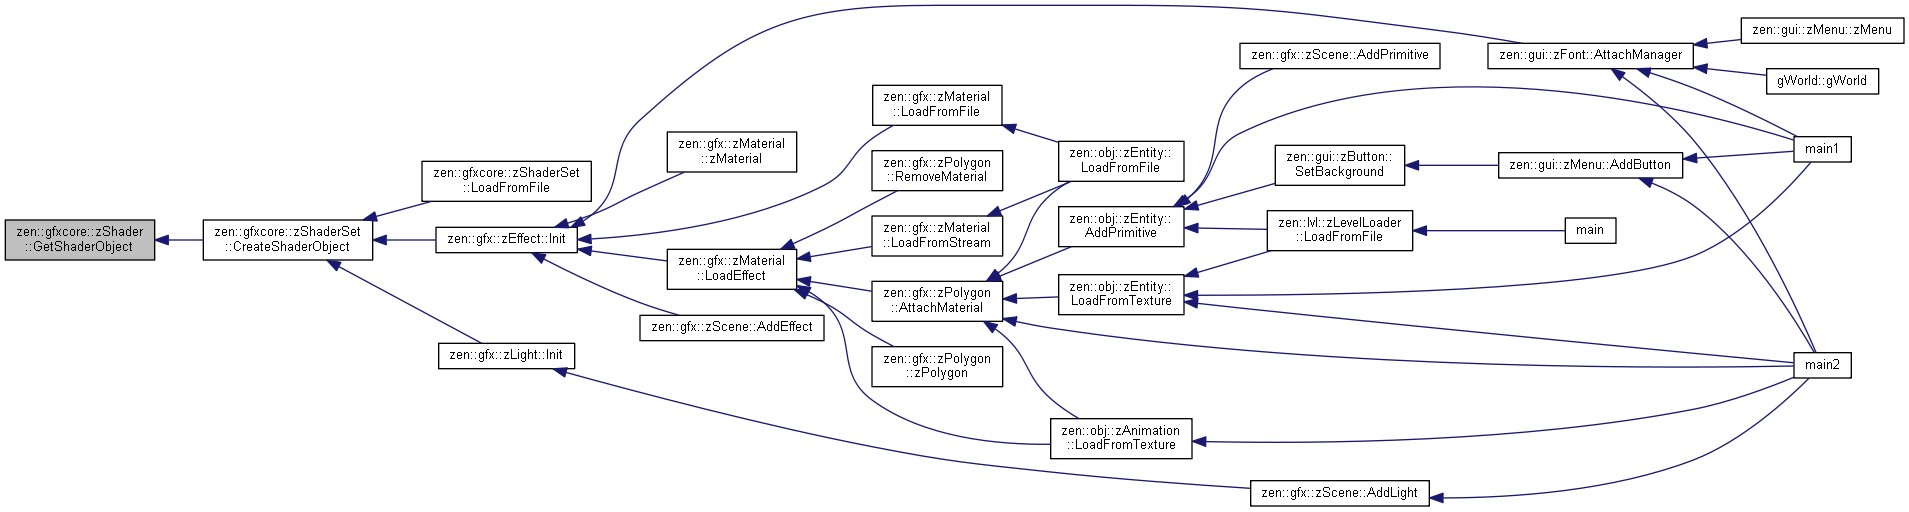 zen::gfxcore::zShader
::GetShaderObject
zen::gfxcore::zShaderSet
::CreateShaderObject
zen::gfxcore::zShaderSet
::LoadFromFile
zen::gfx::zEffect::Init
zen::gfx::zLight::Init
zen::gfx::zMaterial
::zMaterial
zen::gfx::zMaterial
::LoadEffect
zen::gfx::zScene::AddEffect
zen::gfx::zMaterial
::LoadFromFile
zen::gfx::zPolygon
::RemoveMaterial
zen::gfx::zMaterial
::LoadFromStream
zen::gfx::zPolygon
::AttachMaterial
zen::gfx::zPolygon
::zPolygon
zen::obj::zEntity::
LoadFromFile
zen::obj::zEntity::
AddPrimitive
zen::obj::zEntity::
LoadFromTexture
zen::obj::zAnimation
::LoadFromTexture
zen::gfx::zScene::AddPrimitive
zen::gui::zButton::
SetBackground
zen::lvl::zLevelLoader
::LoadFromFile
zen::gfx::zScene::AddLight
zen::gui::zFont::AttachManager
zen::gui::zMenu::AddButton
main
zen::gui::zMenu::zMenu
gWorld::gWorld
main1
main2